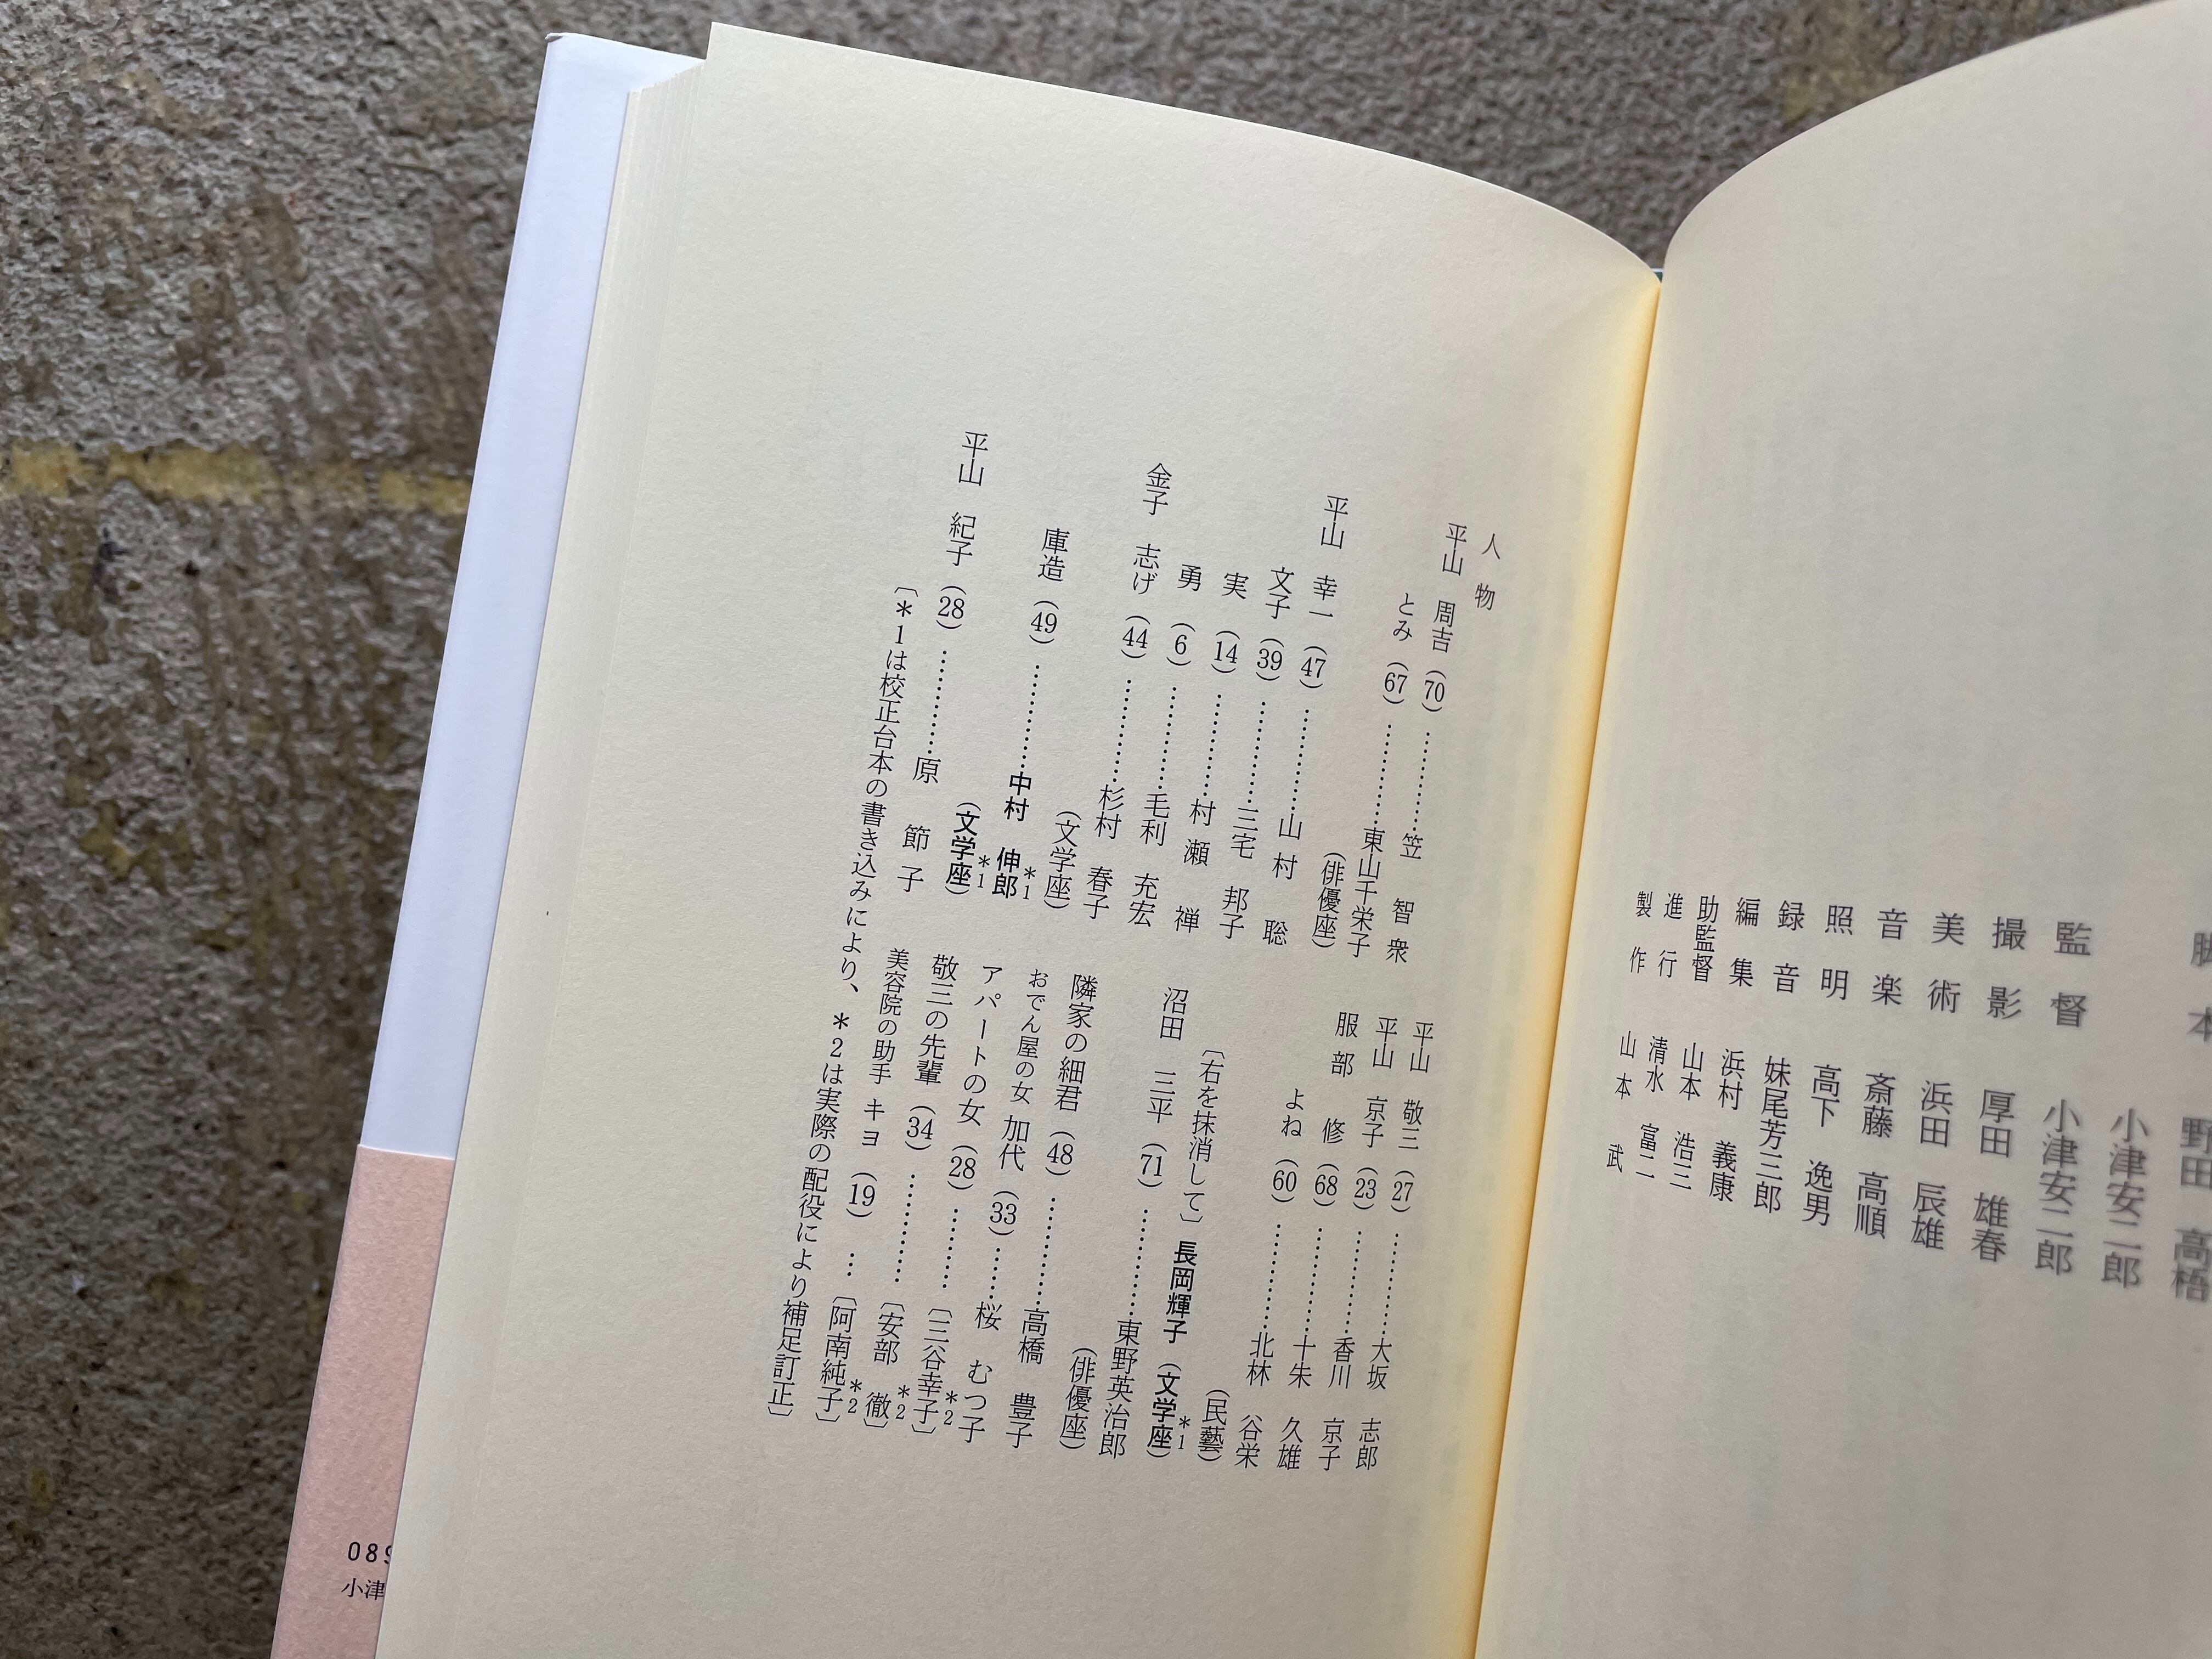 脚本 野田 高梧
小津安二郎
監督 小津安二郎
撮影 厚田 雄春
美術 浜田 辰雄
音楽 斎藤 高順
照明 高下 逸男
録音 妹尾芳三郎
編集 浜村 義康
助監督 山本 浩三
進行 清水 富二
製作 山本 武
人物
平山 周吉(70)…………笠 智衆
とみ(67)…………東山千栄子
(俳優座)
平山 幸一(47)…………山村 聡
文子(39)…………三宅 邦子
実(14)…………村瀬 禅
勇(6)…………毛利 充宏
金子 志げ(44)…………杉村 春子
(文学座)
庫造(49)…………中村 伸郎*1
(文学座)*1
平山 紀子(28)…………原 節子
平山 敬三(27)…………大坂 志郎
平山 京子(23)…………香川 京子
服部 修(68)…………十朱 久雄
よね(60)…………北林 谷栄
(民藝)
〔右を抹消して〕長岡輝子(文学座)*1
沼田 三平(71)…………東野英治郎
(俳優座)
隣家の細君(48)…………高橋 豊子
おでん屋の女 加代(33)……桜 むつ子
アパートの女(28)………〔三谷幸子〕*2
敬三の先輩(34)…………〔安部 徹〕*2
美容院の助手 キヨ(19)…〔阿南純子〕*2
〔*1は校正台本の書き込みにより、*2は実際の配役により補足訂正〕
小津